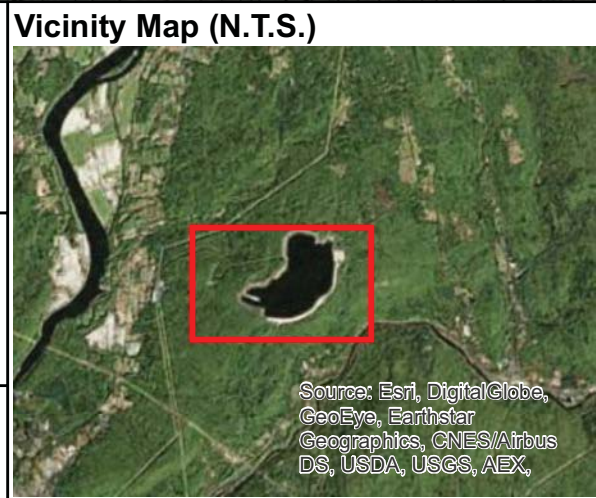 Vicinity Map (N.T.S.)
Source: Esri, DigitalGlobe,
GeoEye, Earthstar
Geographics, CNES/Airbus
DS, USDA, USGS, AEX,